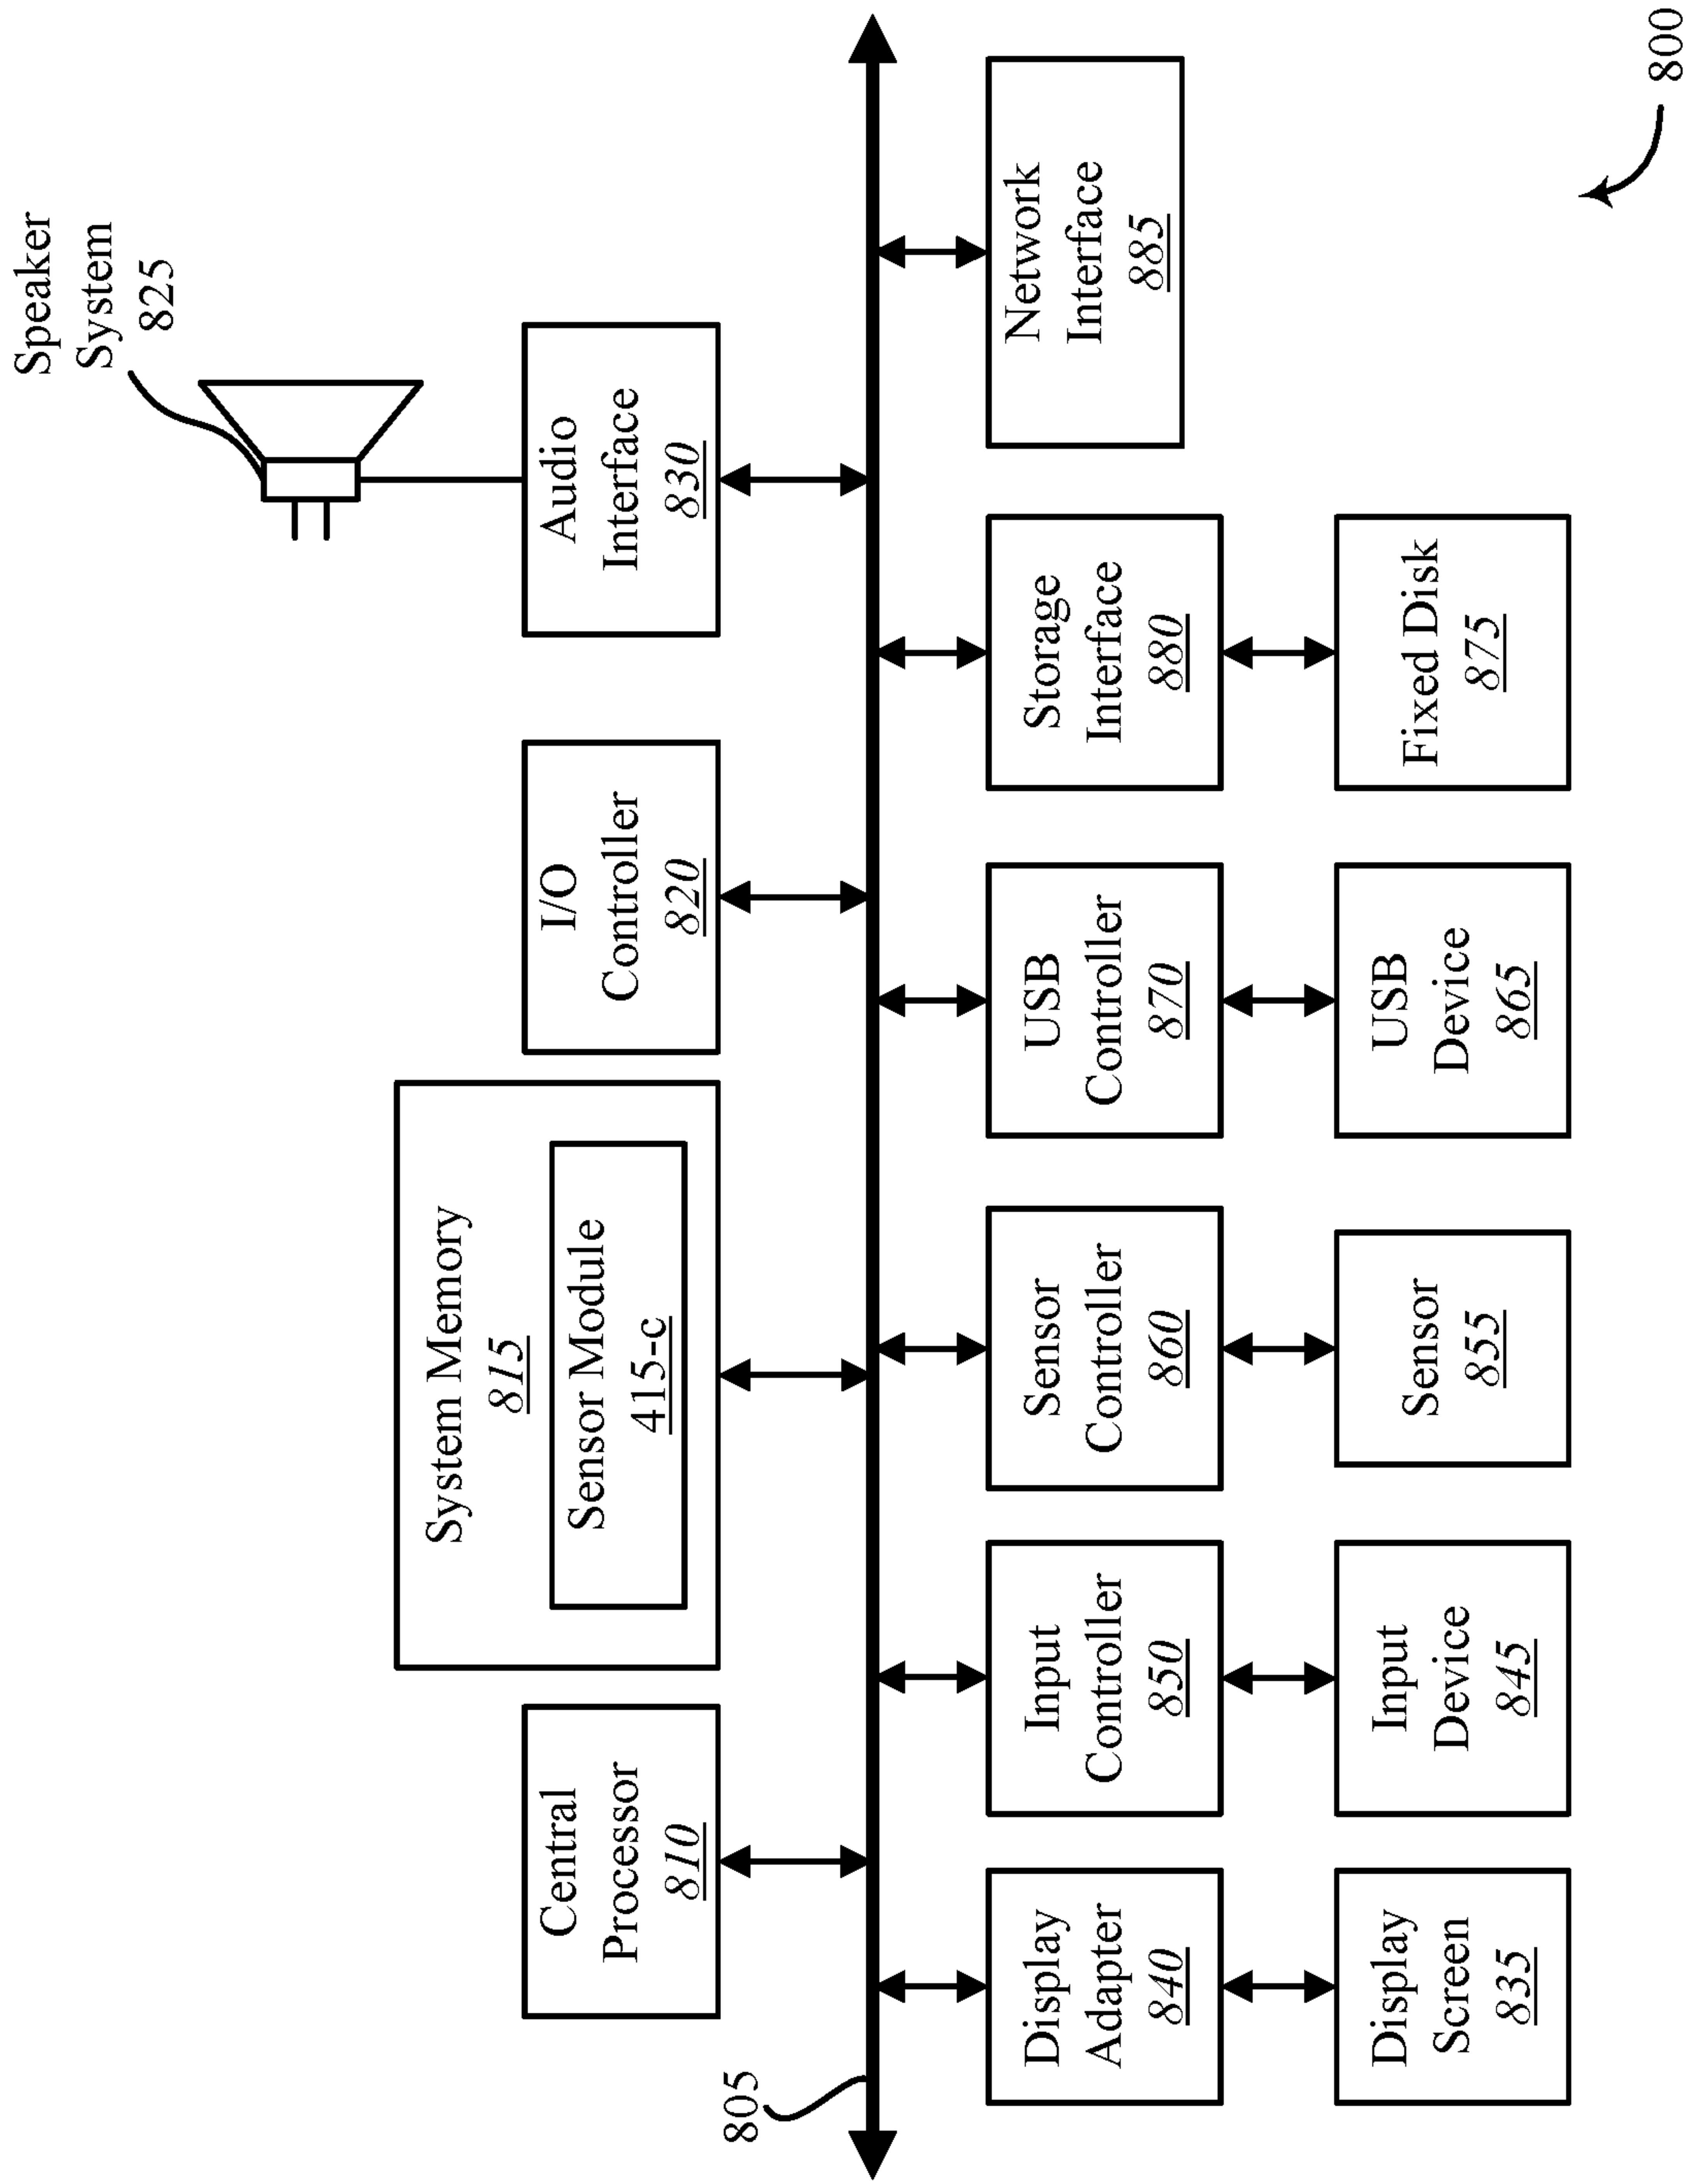 Speaker
System
825
Central
Processor
810
System Memory
815
Sensor Module
415-c
I/O
Controller
820
Audio
Interface
830
805
Display
Adapter
840
Input
Controller
850
Sensor
Controller
860
USB
Controller
870
Storage
Interface
880
Network
Interface
885
Display
Screen
835
Input
Device
845
Sensor
855
USB
Device
865
Fixed Disk
875
800